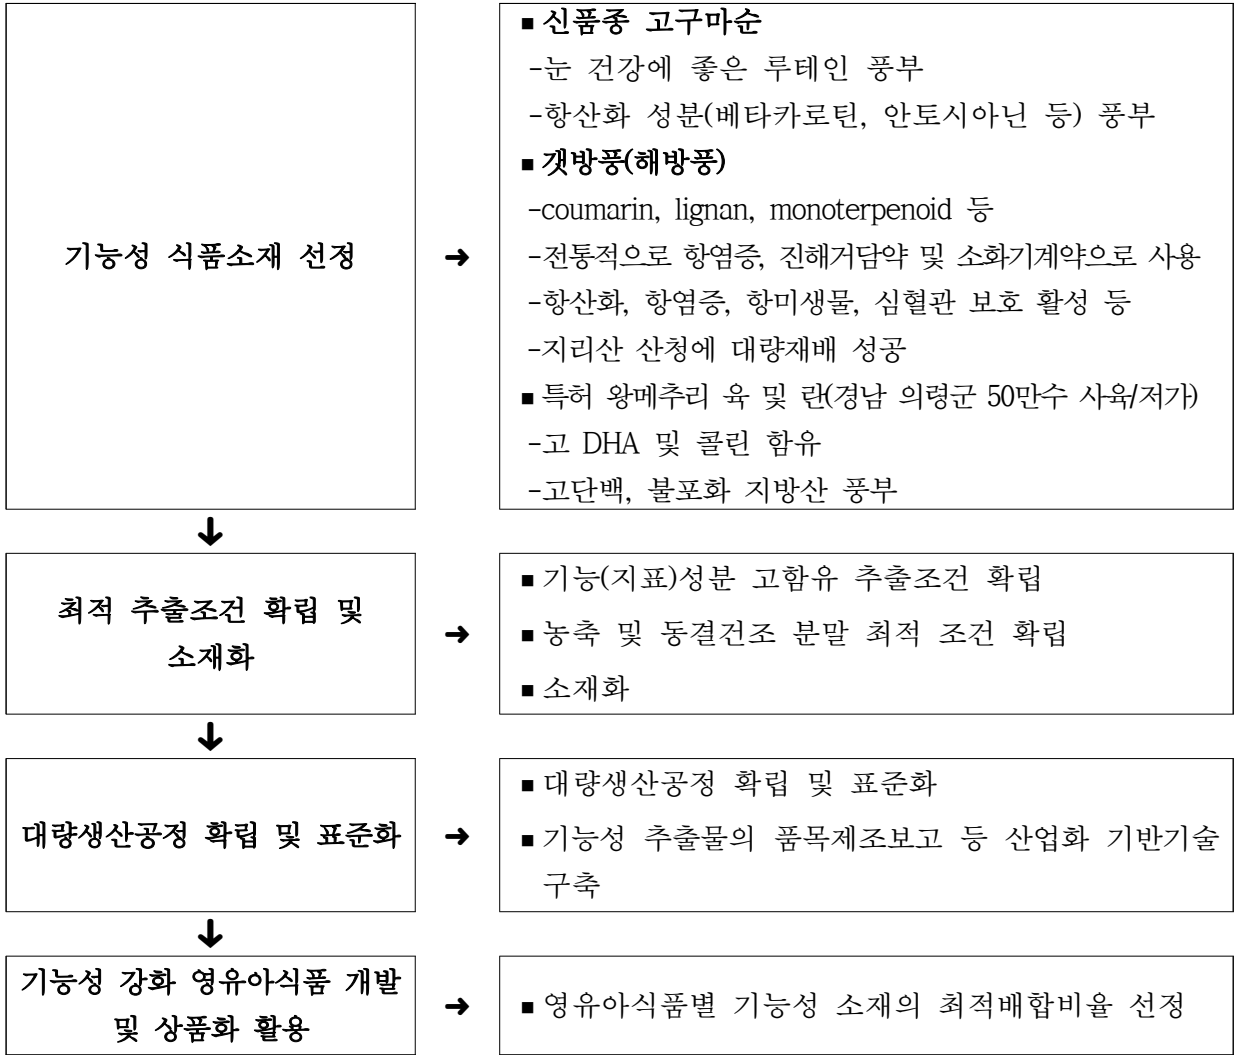 기능성 식품소재 선정
➔
■ 신품종 고구마순
-눈 건강에 좋은 루테인 풍부
-항산화 성분(베타카로틴, 안토시아닌 등) 풍부
■ 갯방풍(해방풍)
-coumarin, lignan, monoterpenoid 등
-전통적으로 항염증, 진해거담약 및 소화기계약으로 사용
-항산화, 항염증, 항미생물, 심혈관 보호 활성 등
-지리산 산청에 대량재배 성공
■ 특허 왕메추리 육 및 란(경남 의령군 50만수 사육/저가)
-고 DHA 및 콜린 함유
-고단백, 불포화 지방산 풍부
최적 추출조건 확립 및
소재화
➔
■ 기능(지표)성분 고함유 추출조건 확립
■ 농축 및 동결건조 분말 최적 조건 확립
■ 소재화
대량생산공정 확립 및 표준화
➔
■ 대량생산공정 확립 및 표준화
■ 기능성 추출물의 품목제조보고 등 산업화 기반기술
구축
기능성 강화 영유아식품 개발
및 상품화 활용
➔
■ 영유아식품별 기능성 소재의 최적배합비율 선정